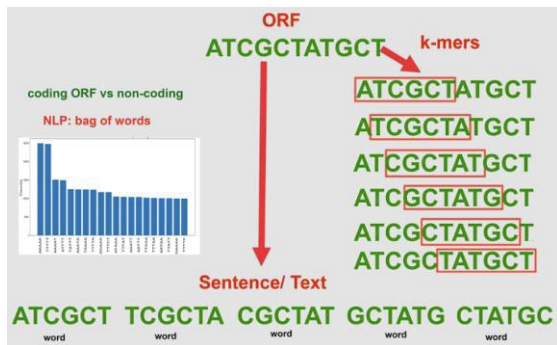 ORF
ATCGCTATGCT
k-mers
coding ORF vs non-coding
NLP: bag of words
ATCGCTATGCT
ATCGCTATGCT
ATCGCTATGCT
ATCGCTATGCT
ATCGCTATGCT
ATCGCTATGCT
Sentence/ Text
ATCGCT TCGCTA CGCTAT GCTATG CTATGC
word word word word word